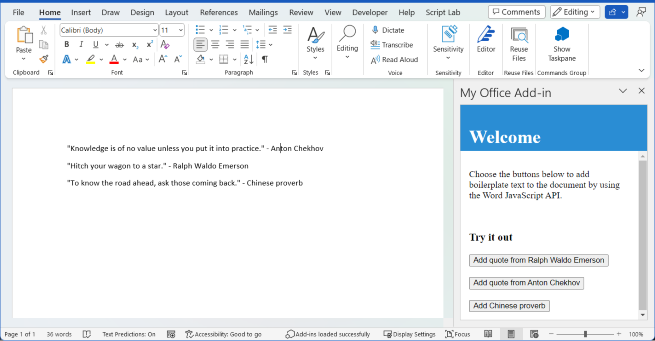 File Home Insert Draw Design Layout References Mailings Review View Developer Help Script Lab Comments Editing
Calibri (Body) 11
Paste B I U ab x x A Styles Editing Dictate Transcribe Read Aloud Sensitivity Editor Reuse Files Show Taskpane
A A Aa A A
Clipboard Font Paragraph Styles Voice Sensitivity Editor Reuse Files Commands Group
My Office Add-in
Welcome
"Knowledge is of no value unless you put it into practice." - Anton Chekhov
"Hitch your wagon to a star." - Ralph Waldo Emerson
"To know the road ahead, ask those coming back." - Chinese proverb
Choose the buttons below to add
boilerplate text to the document by using
the Word JavaScript API.
Try it out
Add quote from Ralph Waldo Emerson
Add quote from Anton Chekhov
Add Chinese proverb
Page 1 of 1 36 words Text Predictions: On Accessibility: Good to go Add-ins loaded successfully Display Settings Focus 100%